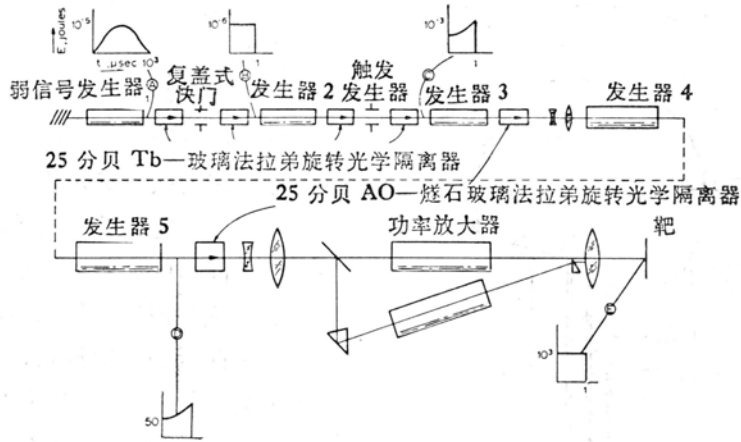 E, joules
10⁻⁵
t, μsec 10³
10⁻⁶
1
10⁻³
1
弱信号发生器
复盖式
快门
发生器 2
触发
发生器
发生器 3
发生器 4
25 分贝 Tb—玻璃法拉弟旋转光学隔离器
25 分贝 AO—燧石玻璃法拉弟旋转光学隔离器
发生器 5
功率放大器
靶
10³
1
50